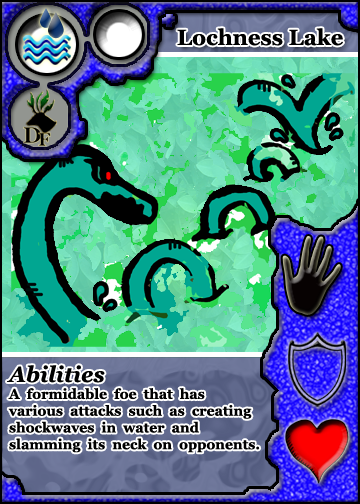 Lochness Lake
DF
Abilities
A formidable foe that has
various attacks such as creating
shockwaves in water and
slamming its neck on opponents.